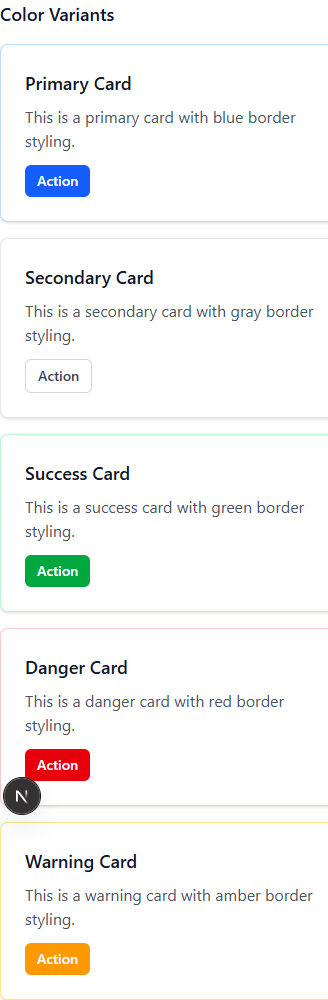 Color Variants
Primary Card
This is a primary card with blue border
styling.
Action
Secondary Card
This is a secondary card with gray border
styling.
Action
Success Card
This is a success card with green border
styling.
Action
Danger Card
This is a danger card with red border
styling.
Action
N
Warning Card
This is a warning card with amber border
styling.
Action